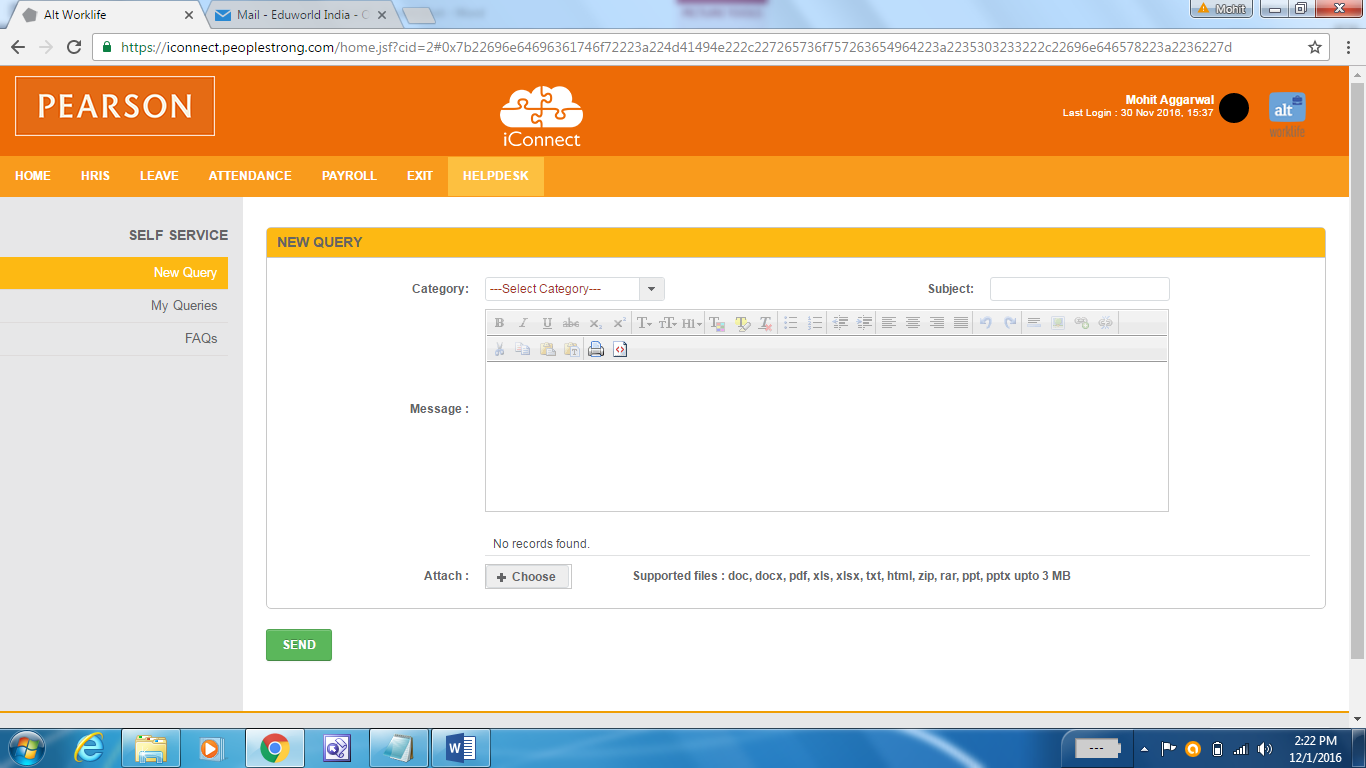 Alt Worklife
Mail - Eduworld India -
Mohit
https://iconnect.peoplestrong.com/home.jsf?cid=2#0x7b22696e64696361746f72223a224d41494e222c227265736f757263654964223a2235303233222c22696e646578223a2236227d
PEARSON
iConnect
Mohit Aggarwal
Last Login : 30 Nov 2016, 15:37
alt
worklife
HOME HRIS LEAVE ATTENDANCE PAYROLL EXIT HELPDESK
SELF SERVICE
New Query
My Queries
FAQs
NEW QUERY
Category: ---Select Category--- Subject:
Message :
No records found.
Attach : Choose Supported files : doc, docx, pdf, xls, xlsx, txt, html, zip, rar, ppt, pptx upto 3 MB
SEND
2:22 PM
12/1/2016